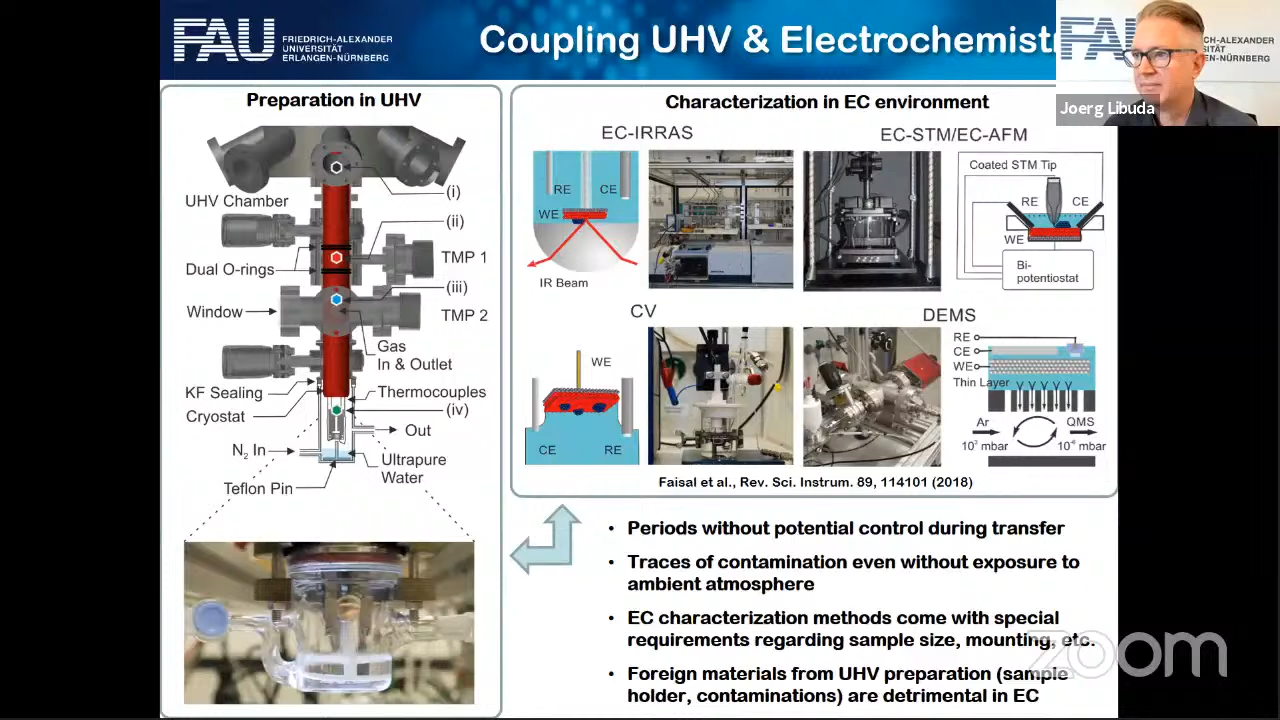 FAU
FRIEDRICH-ALEXANDER
UNIVERSITÄT
ERLANGEN-NÜRNBERG
Coupling UHV & Electrochemist
FAU
CH-ALEXANDER
SITÄT
EN-NÜRNBERG
Joerg Libuda
Preparation in UHV
(i)
UHV Chamber
(ii)
Dual O-rings
TMP 1
(iii)
Window
TMP 2
Gas
In & Outlet
KF Sealing
Thermocouples
Cryostat
(iv)
Out
N2 In
Ultrapure
Water
Teflon Pin
Characterization in EC environment
EC-IRRAS
RE
CE
WE
IR Beam
EC-STM/EC-AFM
Coated STM Tip
RE
CE
WE
Bi-
potentiostat
CV
WE
CE
RE
DEMS
RE
CE
WE
Thin Layer
Ar
QMS
10³ mbar
10⁻⁶ mbar
Faisal et al., Rev. Sci. Instrum. 89, 114101 (2018)
• Periods without potential control during transfer
• Traces of contamination even without exposure to
ambient atmosphere
• EC characterization methods come with special
requirements regarding sample size, mounting, etc.
• Foreign materials from UHV preparation (sample
holder, contaminations) are detrimental in EC
zoom